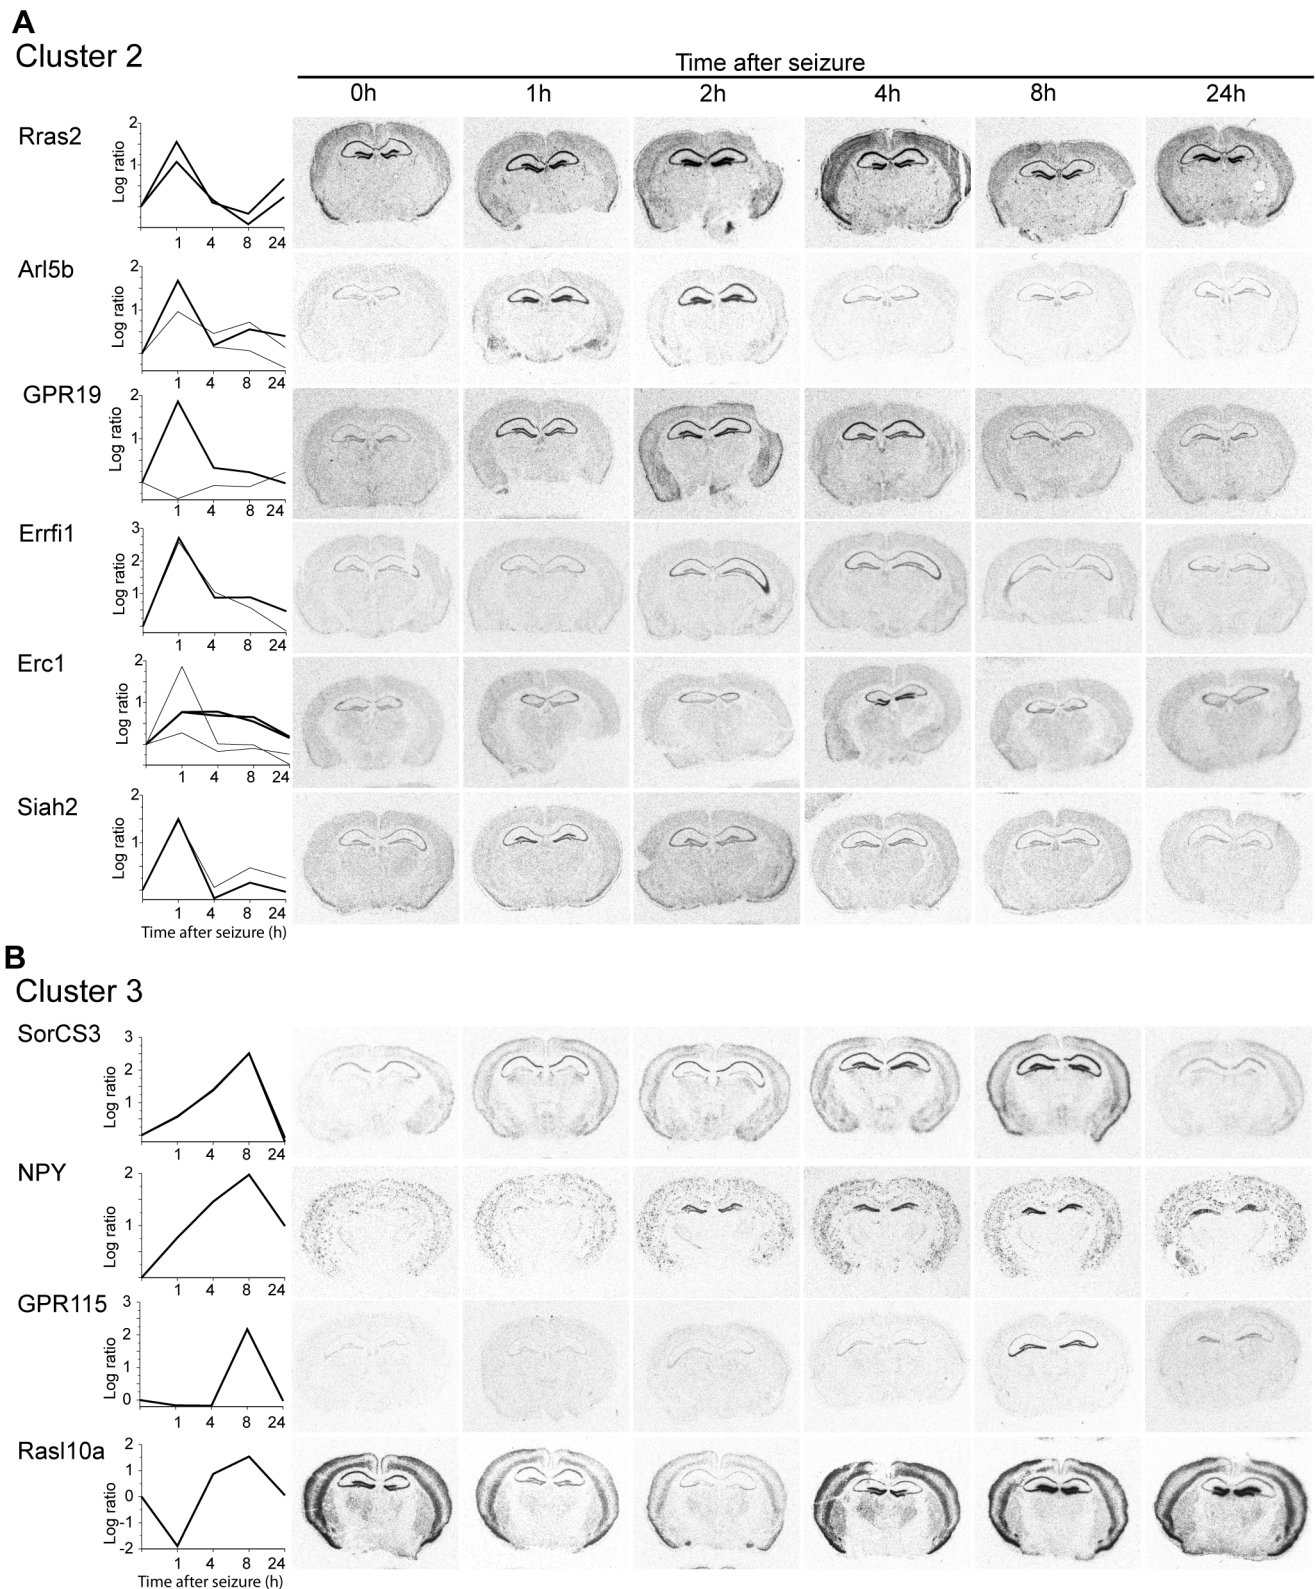 A
Cluster 2
Time after seizure
0h 1h 2h 4h 8h 24h
Rras2
Log ratio
2
1
1 4 8 24
Arl5b
Log ratio
2
1
1 4 8 24
GPR19
Log ratio
2
1
1 4 8 24
Errfi1
Log ratio
3
2
1
1 4 8 24
Erc1
Log ratio
2
1
1 4 8 24
Siah2
Log ratio
2
1
1 4 8 24
Time after seizure (h)
B
Cluster 3
SorCS3
Log ratio
3
2
1
1 4 8 24
NPY
Log ratio
2
1
1 4 8 24
GPR115
Log ratio
3
2
1
0
1 4 8 24
Rasl10a
Log ratio
2
1
0
-1
-2
1 4 8 24
Time after seizure (h)